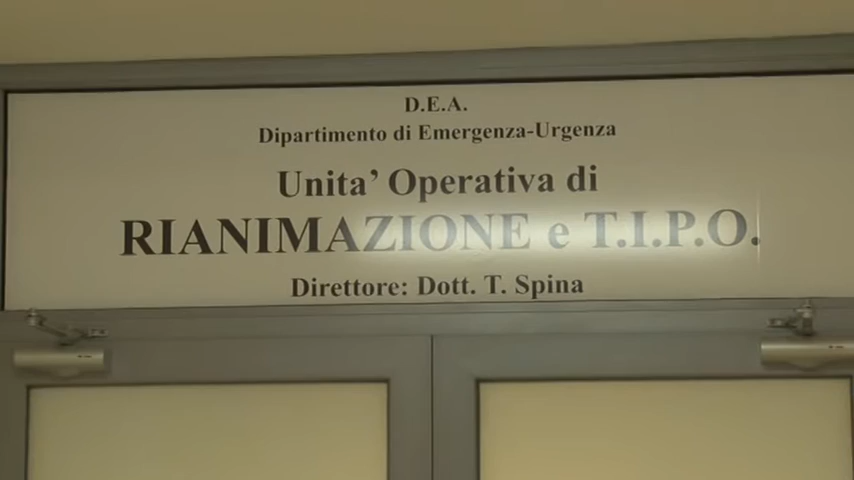 D.E.A.
Dipartimento di Emergenza-Urgenza
Unita' Operativa di
RIANIMAZIONE e T.I.P.O.
Direttore: Dott. T. Spina